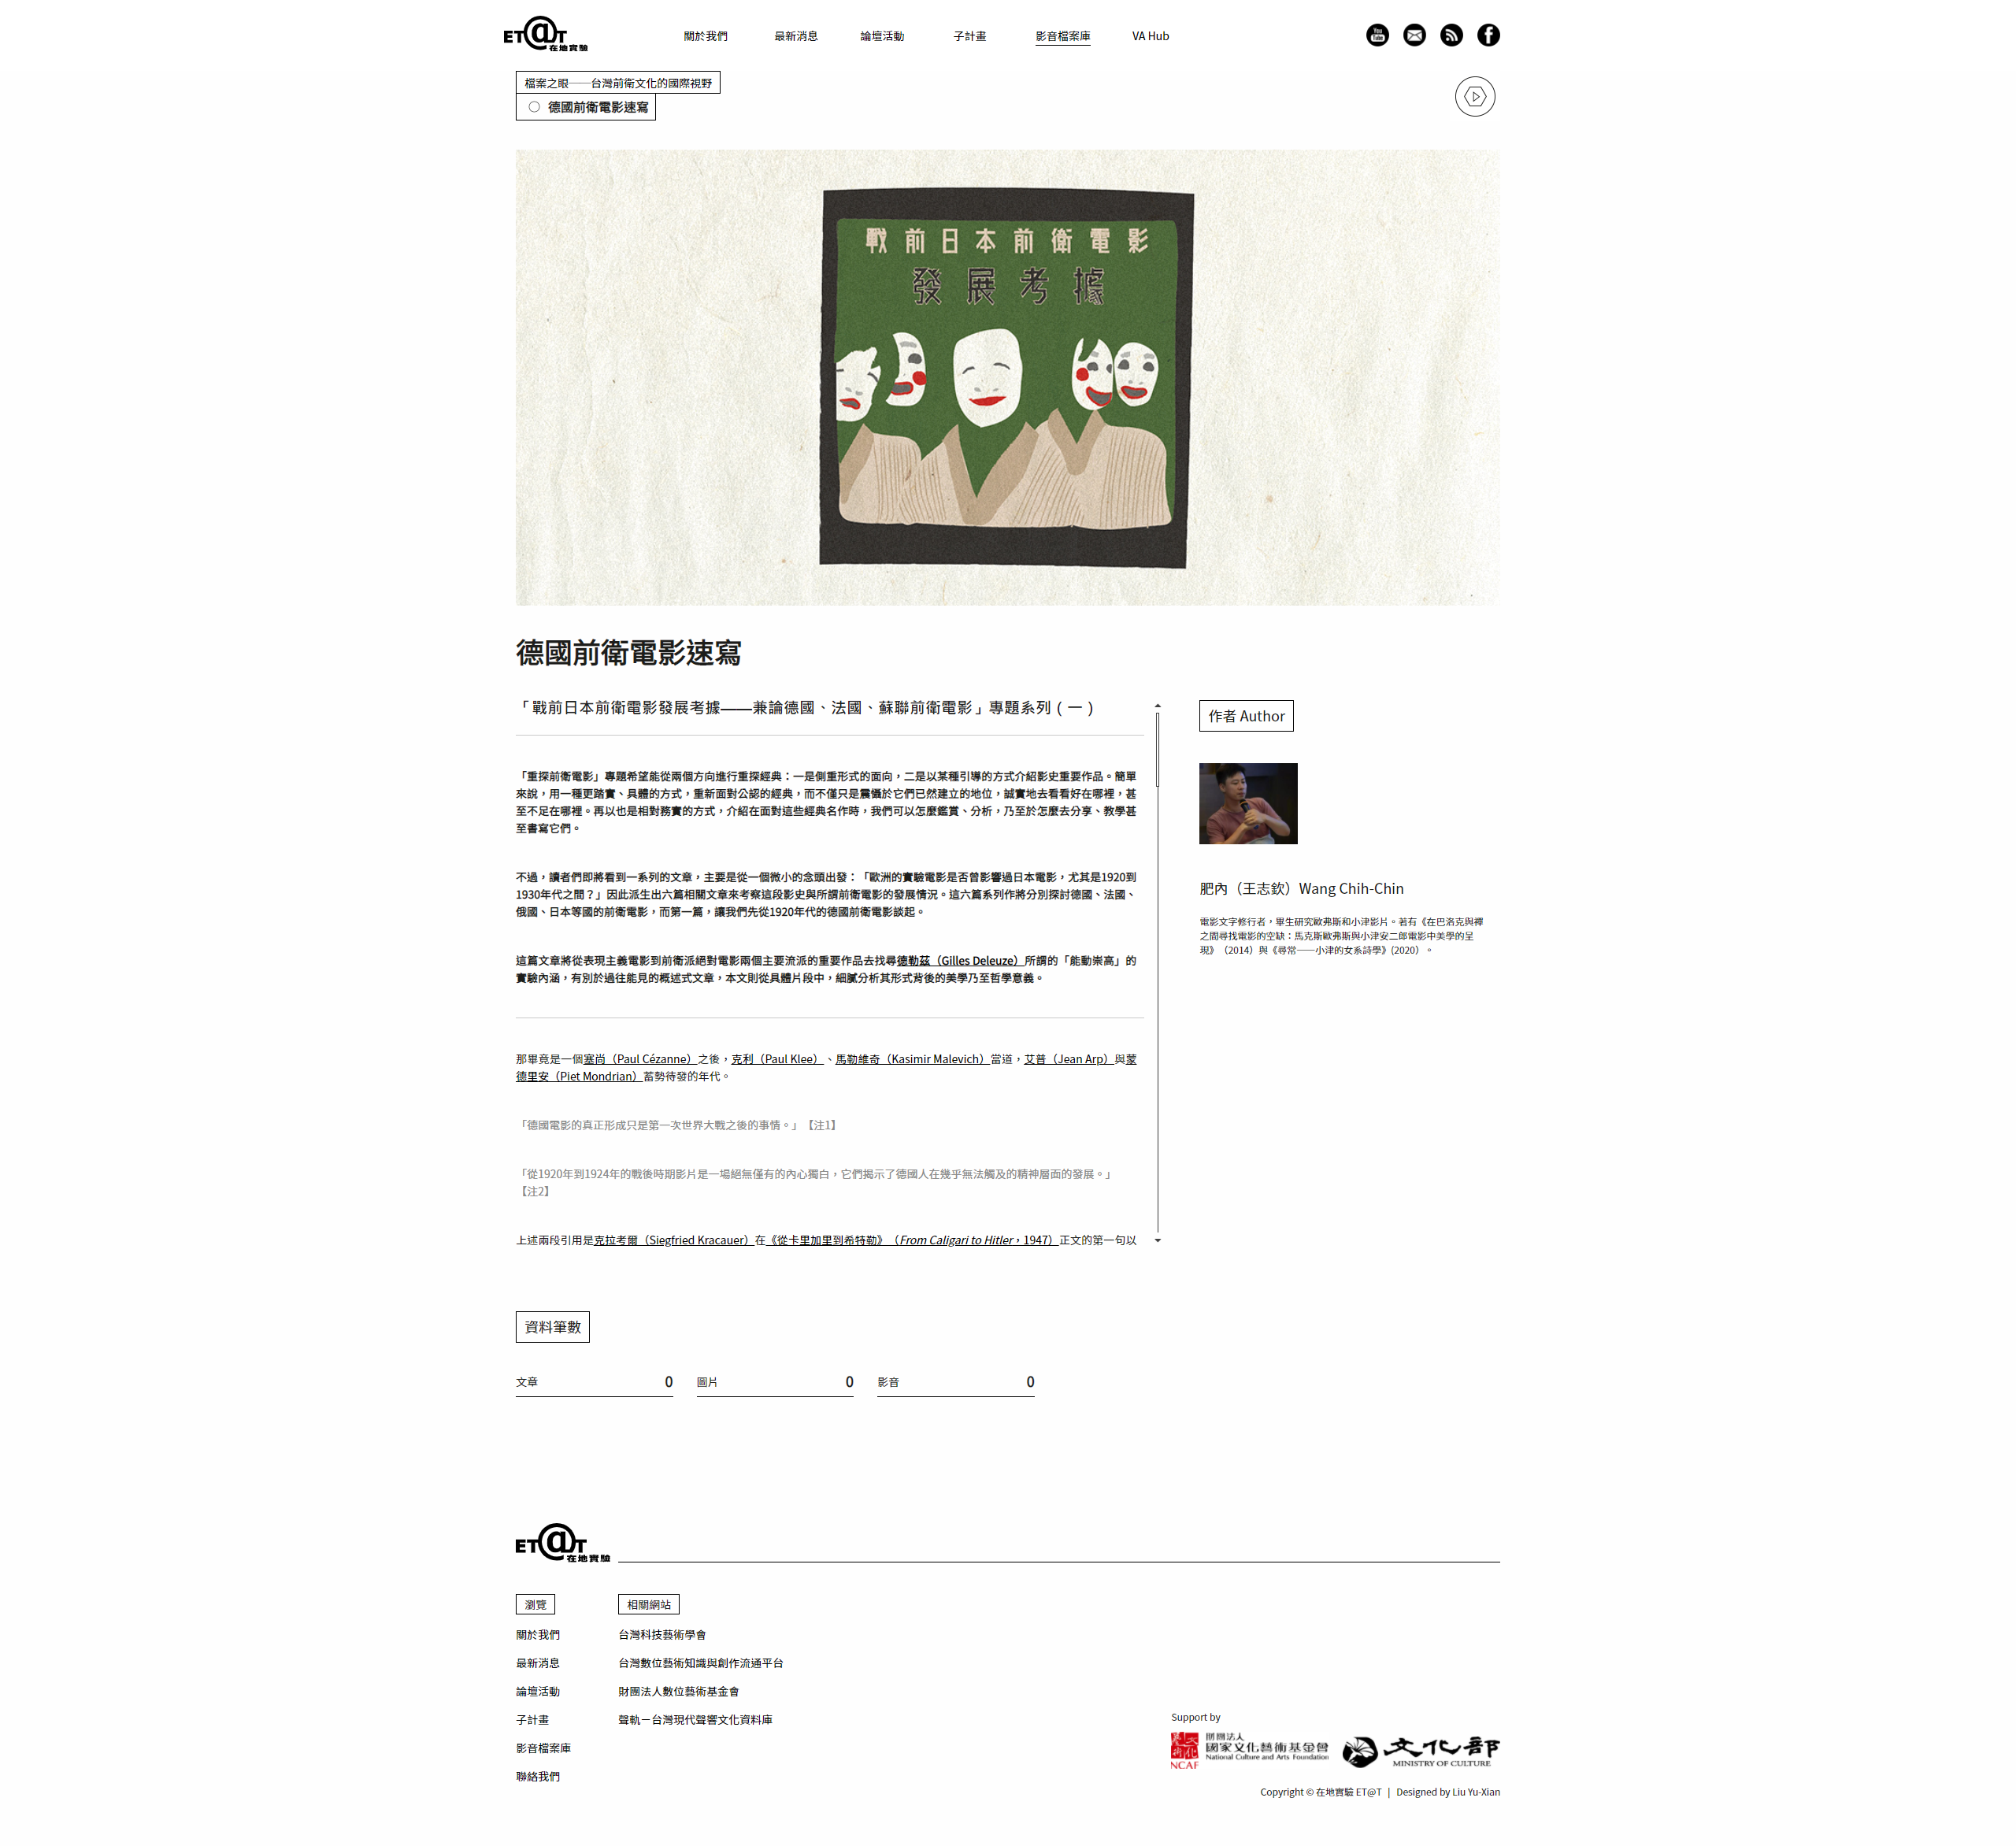 ET@T 在地實驗
關於我們
最新消息
論壇活動
子計畫
影音檔案庫
VA Hub
You Tube
檔案之眼——台灣前衛文化的國際視野
德國前衛電影速寫
戰前日本前衛電影
發展考據
德國前衛電影速寫
「戰前日本前衛電影發展考據——兼論德國、法國、蘇聯前衛電影」專題系列（一）
「重探前衛電影」專題希望能從兩個方向進行重探經典：一是側重形式的面向，二是以某種引導的方式介紹影史重要作品。簡單
來說，用一種更踏實、具體的方式，重新面對公認的經典，而不僅只是震懾於它們已然建立的地位，誠實地去看看好在哪裡，甚
至不足在哪裡。再以也是相對務實的方式，介紹在面對這些經典名作時，我們可以怎麼鑑賞、分析，乃至於怎麼去分享、教學甚
至書寫它們。
不過，讀者們即將看到一系列的文章，主要是從一個微小的念頭出發：「歐洲的實驗電影是否曾影響過日本電影，尤其是1920到
1930年代之間？」因此派生出六篇相關文章來考察這段影史與所謂前衛電影的發展情況。這六篇系列作將分別探討德國、法國、
俄國、日本等國的前衛電影，而第一篇，讓我們先從1920年代的德國前衛電影談起。
這篇文章將從表現主義電影到前衛派絕對電影兩個主要流派的重要作品去找尋德勒茲（Gilles Deleuze）所謂的「能動崇高」的
實驗內涵，有別於過往能見的概述式文章，本文則從具體片段中，細膩分析其形式背後的美學乃至哲學意義。
那畢竟是一個塞尚（Paul Cézanne）之後，克利（Paul Klee）、馬勒維奇（Kasimir Malevich）當道，艾普（Jean Arp）與蒙
德里安（Piet Mondrian）蓄勢待發的年代。
「德國電影的真正形成只是第一次世界大戰之後的事情。」【注1】
「從1920年到1924年的戰後時期影片是一場絕無僅有的內心獨白，它們揭示了德國人在幾乎無法觸及的精神層面的發展。」
【注2】
上述兩段引用是克拉考爾（Siegfried Kracauer）在《從卡里加里到希特勒》（From Caligari to Hitler，1947）正文的第一句以
作者 Author
肥內（王志欽）Wang Chih-Chin
電影文字修行者，畢生研究歐弗斯和小津影片。著有《在巴洛克與禪
之間尋找電影的空缺：馬克斯歐弗斯與小津安二郎電影中美學的呈
現》（2014）與《尋常——小津的女系詩學》(2020）。
資料筆數
文章 0
圖片 0
影音 0
ET@T 在地實驗
瀏覽
關於我們
最新消息
論壇活動
子計畫
影音檔案庫
聯絡我們
相關網站
台灣科技藝術學會
台灣數位藝術知識與創作流通平台
財團法人數位藝術基金會
聲軌－台灣現代聲響文化資料庫
Support by
NCAF
財團法人
國家文化藝術基金會
National Culture and Arts Foundation
文化部
MINISTRY OF CULTURE
Copyright © 在地實驗 ET@T ｜ Designed by Liu Yu-Xian